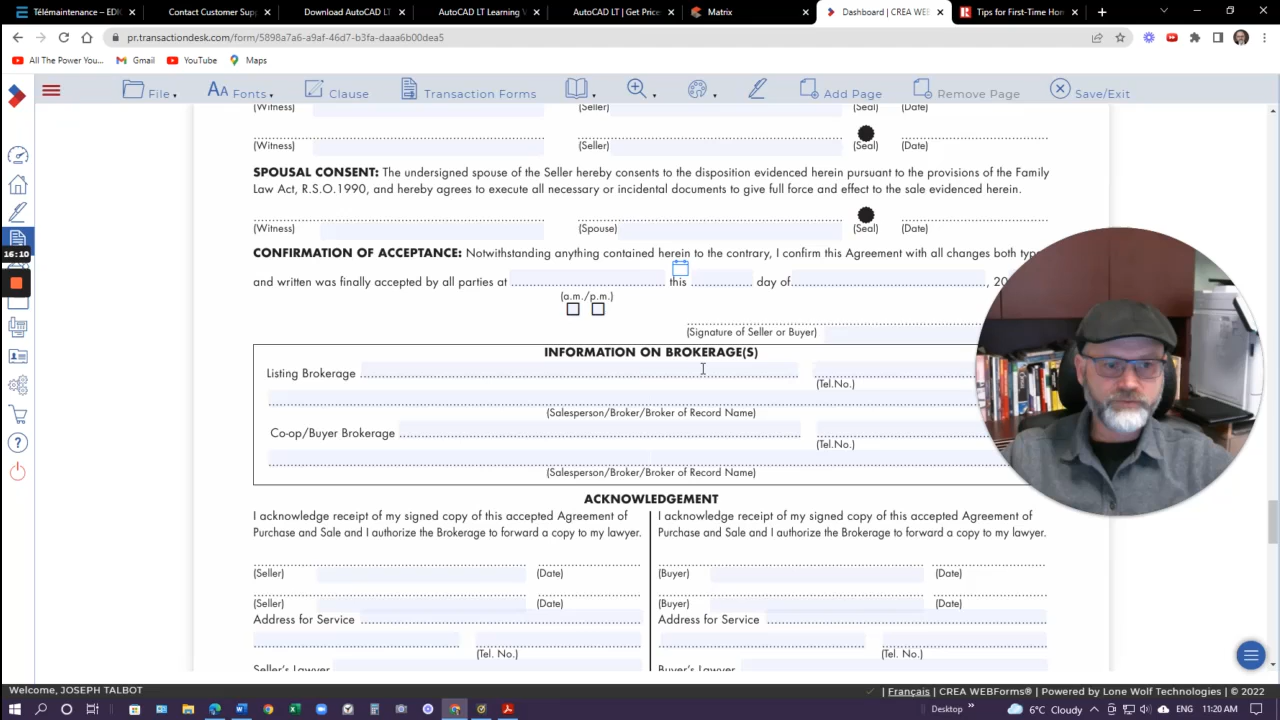 Télémaintenance – EDI
Contact Customer Sup
Download AutoCAD LT
AutoCAD LT Learning V
AutoCAD LT | Get Price
Matrix
Dashboard | CREA WEB
Tips for First-Time Hom
pr.transactiondesk.com/form/5898a7a6-a9af-46d7-b3fa-daaa6b00dea5
All The Power You...
Gmail
YouTube
Maps
File
AA Fonts
Clause
Transaction Forms
Add Page
Remove Page
Save/Exit
(Witness) (Seller) (Seal) (Date)
(Witness) (Seller) (Seal) (Date)
SPOUSAL CONSENT: The undersigned spouse of the Seller hereby consents to the disposition evidenced herein pursuant to the provisions of the Family
Law Act, R.S.O.1990, and hereby agrees to execute all necessary or incidental documents to give full force and effect to the sale evidenced herein.
(Witness) (Spouse) (Seal) (Date)
CONFIRMATION OF ACCEPTANCE: Notwithstanding anything contained herein to the contrary, I confirm this Agreement with all changes both typ
and written was finally accepted by all parties at this day of , 20
(a.m./p.m.)
(Signature of Seller or Buyer)
INFORMATION ON BROKERAGE(S)
Listing Brokerage
(Tel.No.)
(Salesperson/Broker/Broker of Record Name)
Co-op/Buyer Brokerage
(Tel.No.)
(Salesperson/Broker/Broker of Record Name)
ACKNOWLEDGEMENT
I acknowledge receipt of my signed copy of this accepted Agreement of
Purchase and Sale and I authorize the Brokerage to forward a copy to my lawyer.
(Seller) (Date)
(Seller) (Date)
Address for Service
(Tel. No.)
Seller's Lawyer
I acknowledge receipt of my signed copy of this accepted Agreement of
Purchase and Sale and I authorize the Brokerage to forward a copy to my lawyer.
(Buyer) (Date)
(Buyer) (Date)
Address for Service
(Tel. No.)
Buyer's Lawyer
16:10
Welcome, JOSEPH TALBOT
| Français | CREA WEBForms® | Powered by Lone Wolf Technologies | © 2022
Desktop
6°C Cloudy
11:20 AM